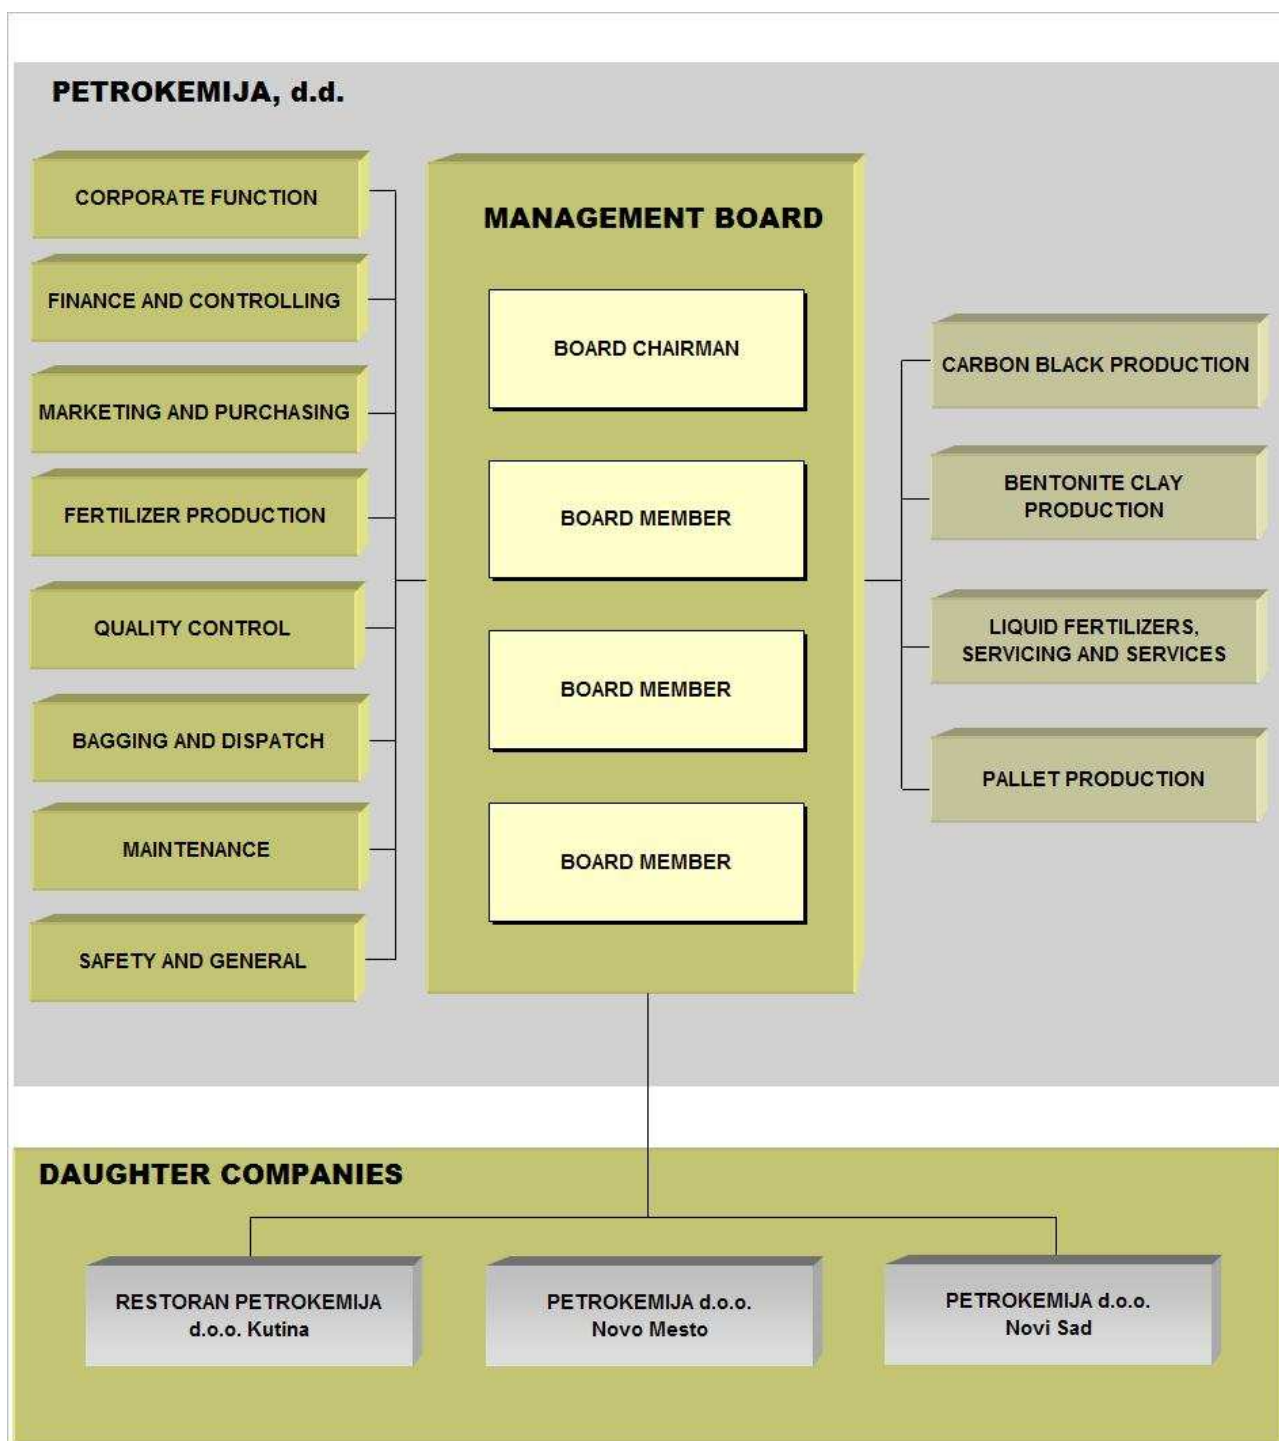 PETROKEMIJA, d.d.
CORPORATE FUNCTION
FINANCE AND CONTROLLING
MARKETING AND PURCHASING
FERTILIZER PRODUCTION
QUALITY CONTROL
BAGGING AND DISPATCH
MAINTENANCE
SAFETY AND GENERAL
MANAGEMENT BOARD
BOARD CHAIRMAN
BOARD MEMBER
BOARD MEMBER
BOARD MEMBER
CARBON BLACK PRODUCTION
BENTONITE CLAY
PRODUCTION
LIQUID FERTILIZERS,
SERVICING AND SERVICES
PALLET PRODUCTION
DAUGHTER COMPANIES
RESTORAN PETROKEMIJA
d.o.o. Kutina
PETROKEMIJA d.o.o.
Novo Mesto
PETROKEMIJA d.o.o.
Novi Sad